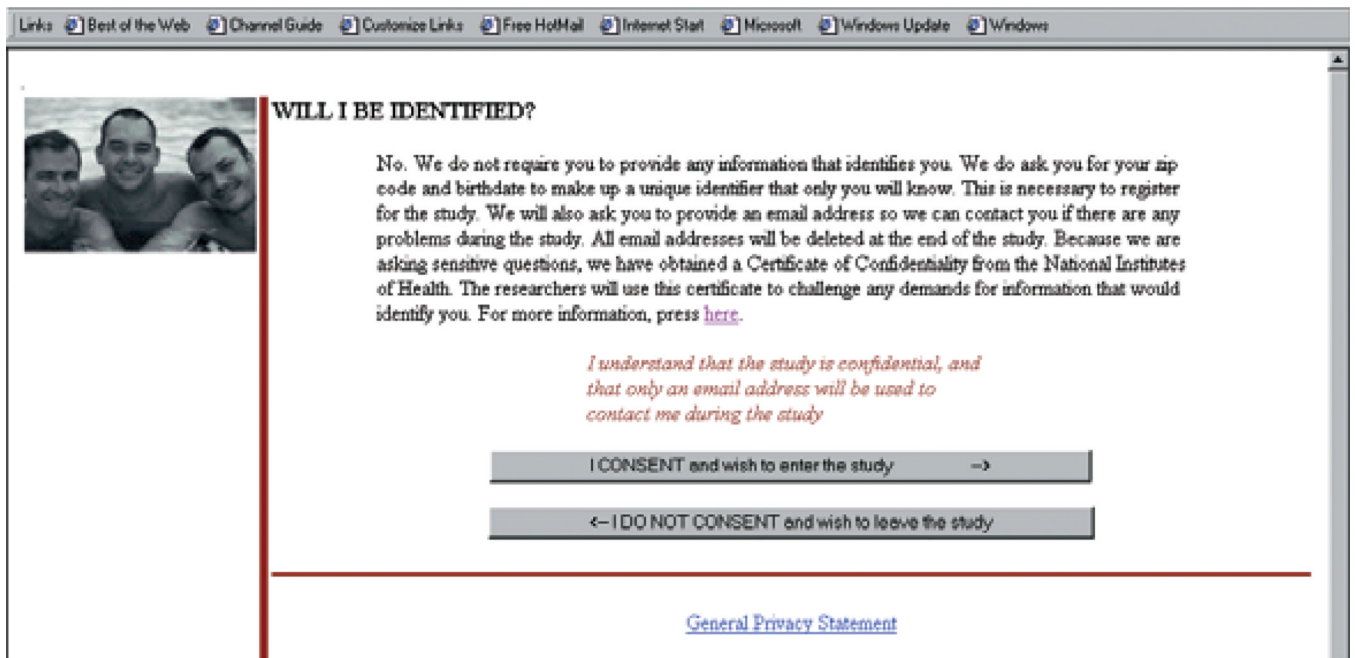 Links Best of the Web Channel Guide Customize Links Free HotMail Internet Start Microsoft Windows Update Windows
WILL I BE IDENTIFIED?
No. We do not require you to provide any information that identifies you. We do ask you for your zip
code and birthdate to make up a unique identifier that only you will know. This is necessary to register
for the study. We will also ask you to provide an email address so we can contact you if there are any
problems during the study. All email addresses will be deleted at the end of the study. Because we are
asking sensitive questions, we have obtained a Certificate of Confidentiality from the National Institutes
of Health. The researchers will use this certificate to challenge any demands for information that would
identify you. For more information, press here.
I understand that the study is confidential, and
that only an email address will be used to
contact me during the study
I CONSENT and wish to enter the study -->
<-- I DO NOT CONSENT and wish to leave the study
General Privacy Statement